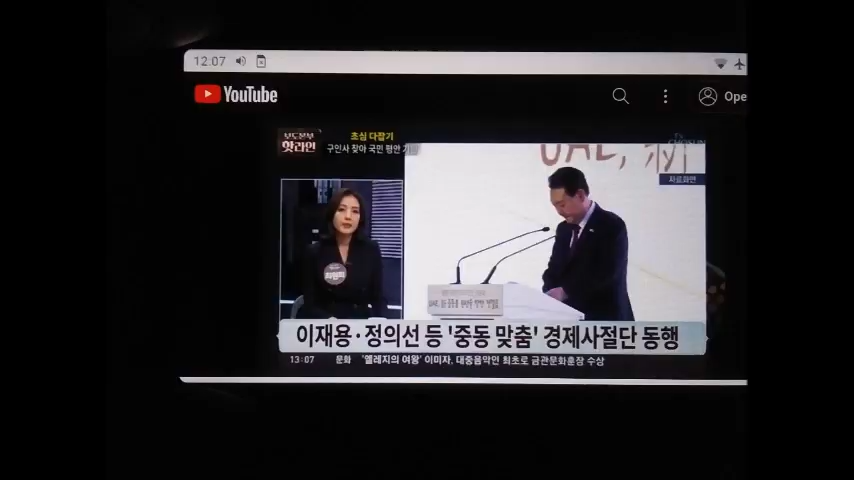 12:07
YouTube
Ope
보도본부
핫라인
초심 다잡기
구인사 찾아 국민 평안 기
UAE,
자료화면
이재용·정의선 등 '중동 맞춤' 경제사절단 동행
13:07 문화 '엘레지의 여왕' 이미자, 대중음악인 최초로 금관문화훈장 수상